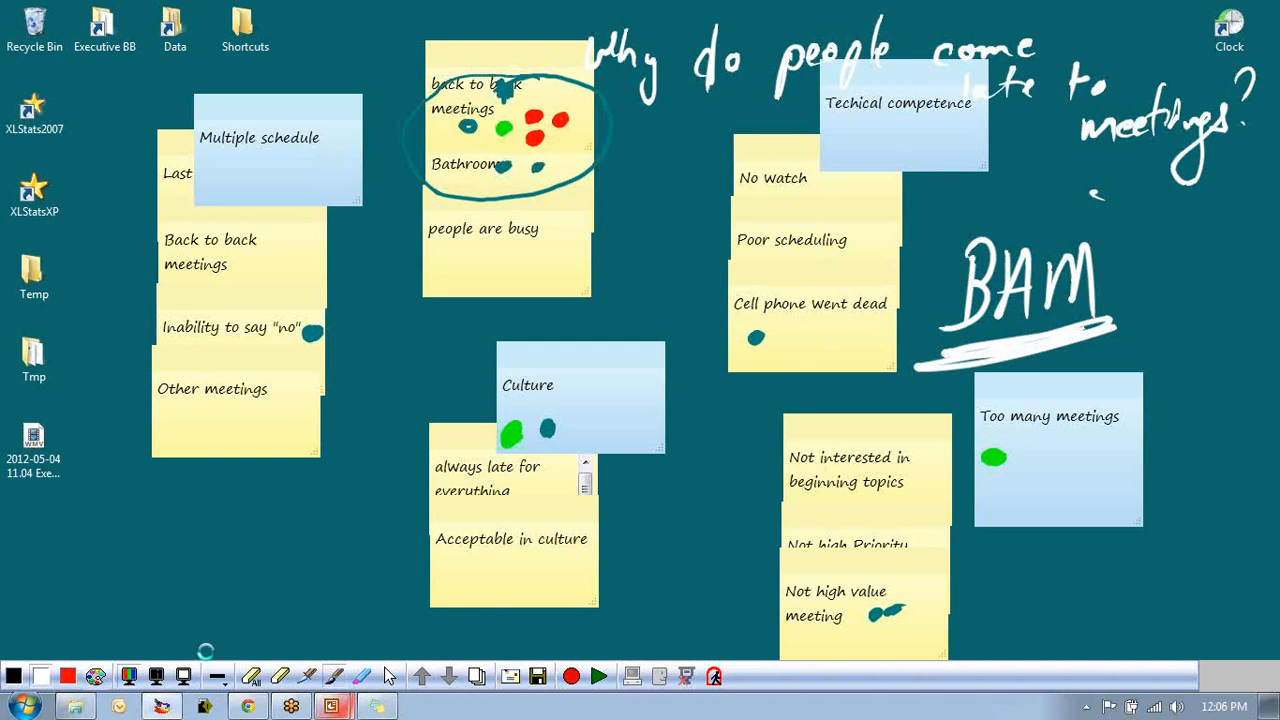 Recycle Bin
Executive BB
Data
Shortcuts
Clock
XLStats2007
XLStatsXP
Temp
Tmp
2012-05-04
11.04 Exe...
Why do people come
late to
meetings?
BAM
Multiple schedule
Last
Back to back
meetings
Inability to say "no"
Other meetings
back to back
meetings
Bathrooms
people are busy
Techical competence
No watch
Poor scheduling
Cell phone went dead
Culture
always late for
everything
Acceptable in culture
Too many meetings
Not interested in
beginning topics
Not high Priority
Not high value
meeting
12:06 PM